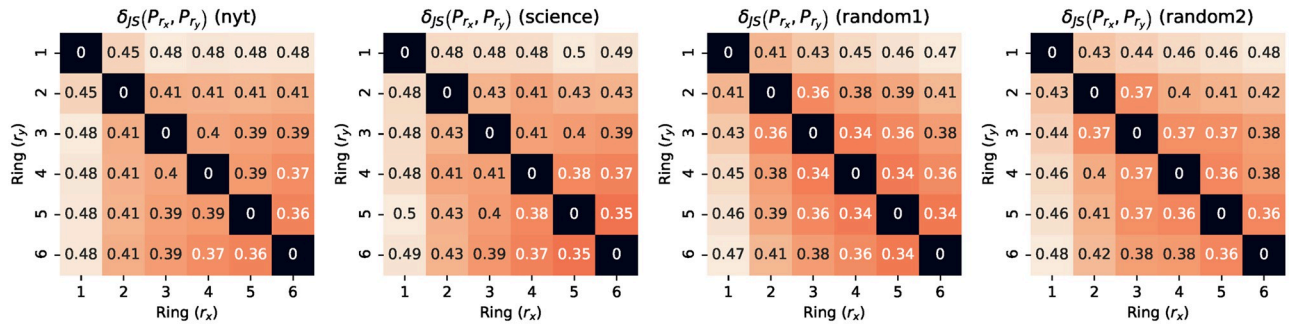 δJS(Prx, Pry) (nyt)
1 0 0.45 0.48 0.48 0.48 0.48
2 0.45 0 0.41 0.41 0.41 0.41
3 0.48 0.41 0 0.4 0.39 0.39
4 0.48 0.41 0.4 0 0.39 0.37
5 0.48 0.41 0.39 0.39 0 0.36
6 0.48 0.41 0.39 0.37 0.36 0
1 2 3 4 5 6
Ring (rx)
Ring (ry)
δJS(Prx, Pry) (science)
1 0 0.48 0.48 0.48 0.5 0.49
2 0.48 0 0.43 0.41 0.43 0.43
3 0.48 0.43 0 0.41 0.4 0.39
4 0.48 0.41 0.41 0 0.38 0.37
5 0.5 0.43 0.4 0.38 0 0.35
6 0.49 0.43 0.39 0.37 0.35 0
1 2 3 4 5 6
Ring (rx)
Ring (ry)
δJS(Prx, Pry) (random1)
1 0 0.41 0.43 0.45 0.46 0.47
2 0.41 0 0.36 0.38 0.39 0.41
3 0.43 0.36 0 0.34 0.36 0.38
4 0.45 0.38 0.34 0 0.34 0.36
5 0.46 0.39 0.36 0.34 0 0.34
6 0.47 0.41 0.38 0.36 0.34 0
1 2 3 4 5 6
Ring (rx)
Ring (ry)
δJS(Prx, Pry) (random2)
1 0 0.43 0.44 0.46 0.46 0.48
2 0.43 0 0.37 0.4 0.41 0.42
3 0.44 0.37 0 0.37 0.37 0.38
4 0.46 0.4 0.37 0 0.36 0.38
5 0.46 0.41 0.37 0.36 0 0.36
6 0.48 0.42 0.38 0.38 0.36 0
1 2 3 4 5 6
Ring (rx)
Ring (ry)